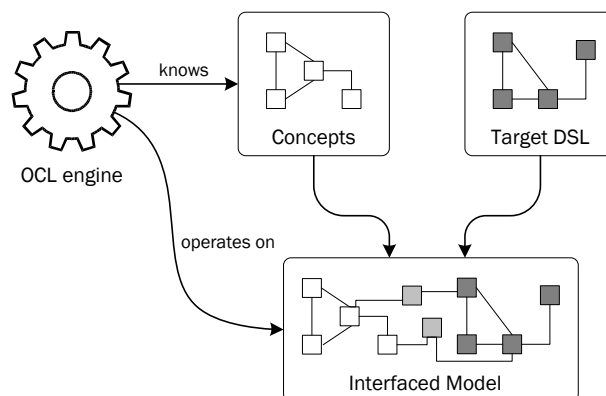 knows
Concepts
Target DSL
OCL engine
operates on
Interfaced Model